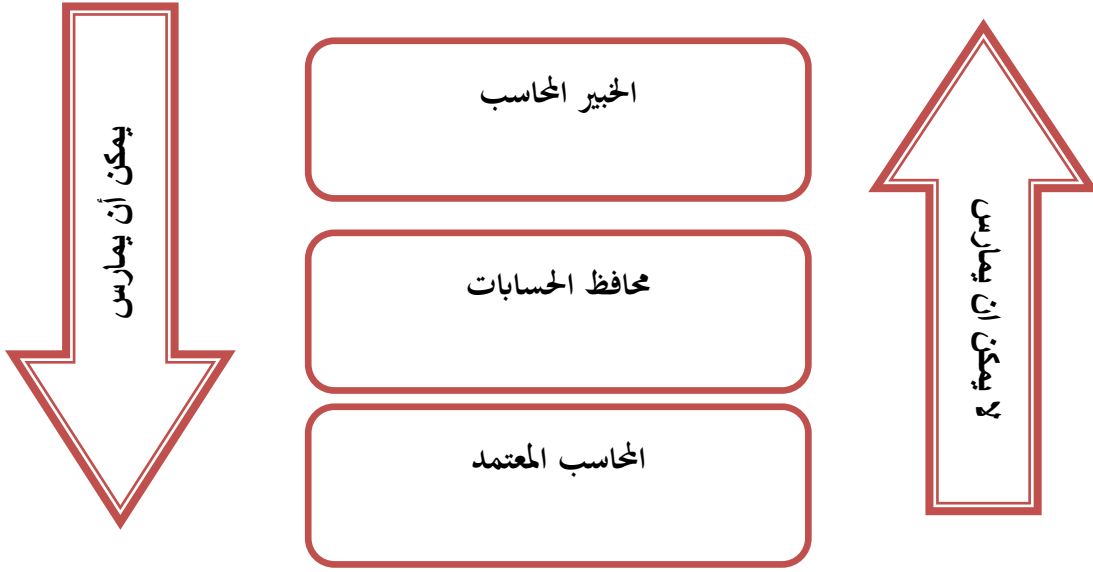 الخبير المحاسب
محافظ الحسابات
المحاسب المعتمد
لا يمكن ان يمارس
يمكن أن يمارس